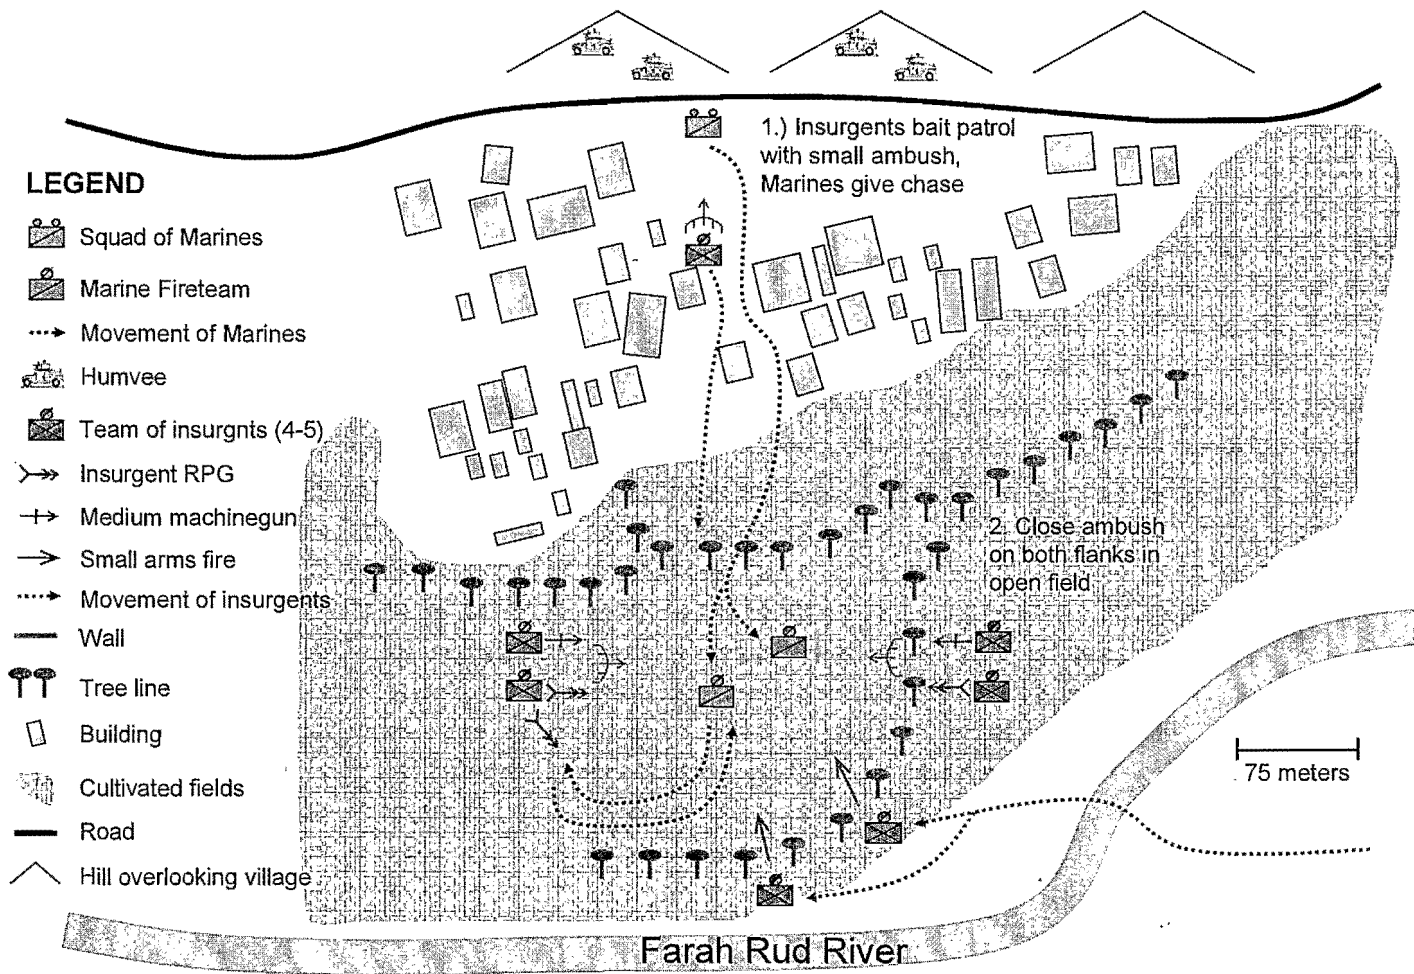 1.) Insurgents bait patrol
with small ambush,
Marines give chase
LEGEND
Squad of Marines
Marine Fireteam
Movement of Marines
Humvee
Team of insurgnts (4-5)
Insurgent RPG
Medium machinegun
Small arms fire
Movement of insurgents
Wall
Tree line
Building
Cultivated fields
Road
Hill overlooking village
2. Close ambush
on both flanks in
open field
75 meters
Farah Rud River